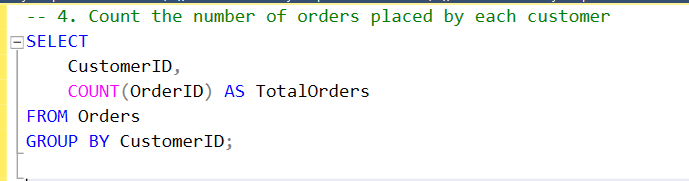 -- 4. Count the number of orders placed by each customer
SELECT
CustomerID,
COUNT(OrderID) AS TotalOrders
FROM Orders
GROUP BY CustomerID;